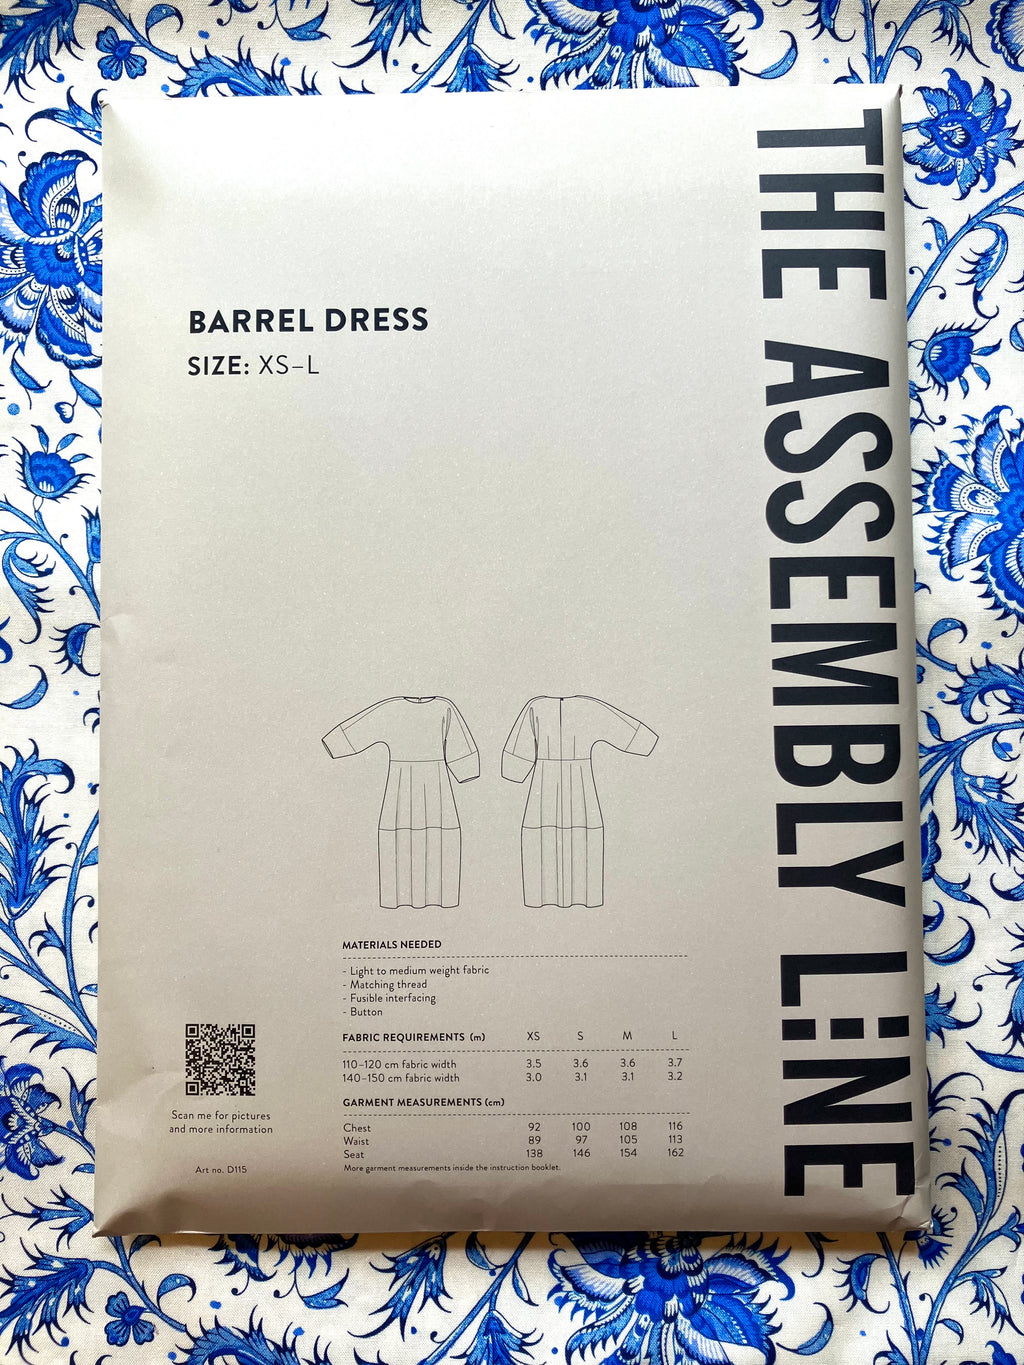 THE ASSEMBLY LINE
BARREL DRESS
SIZE: XS–L
MATERIALS NEEDED
- Light to medium weight fabric
- Matching thread
- Fusible interfacing
- Button
FABRIC REQUIREMENTS (m) XS S M L
110–120 cm fabric width 3.5 3.6 3.6 3.7
140–150 cm fabric width 3.0 3.1 3.1 3.2
GARMENT MEASUREMENTS (cm)
Chest 92 100 108 116
Waist 89 97 105 113
Seat 138 146 154 162
More garment measurements inside the instruction booklet.
Scan me for pictures
and more information
Art no. D115